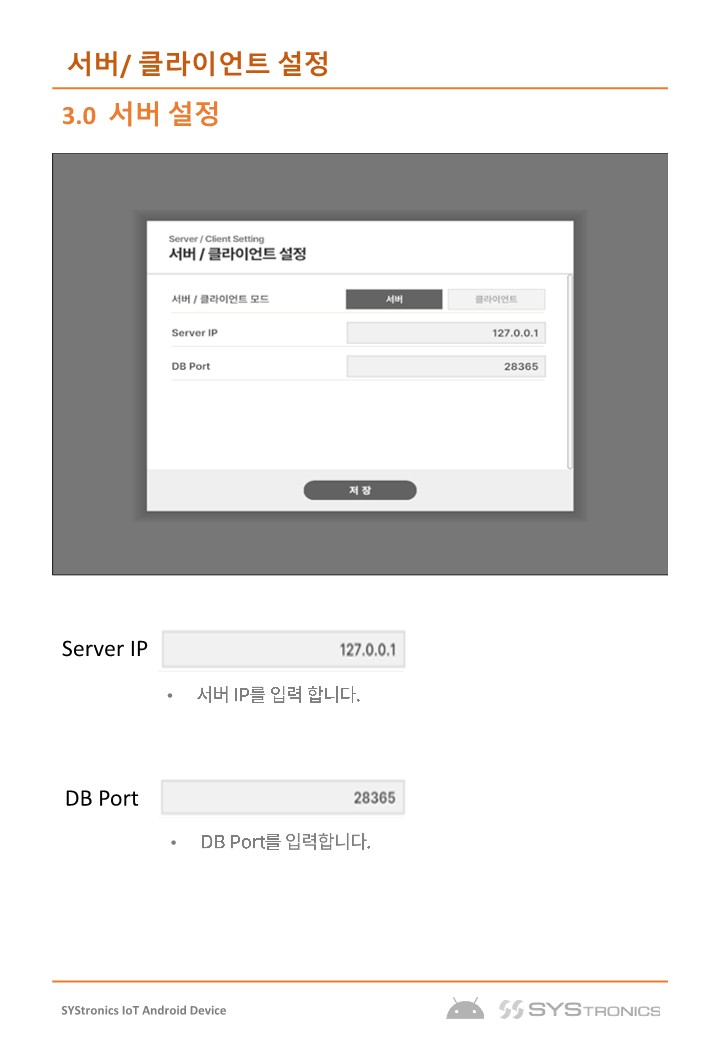 서버/ 클라이언트 설정
3.0 서버 설정
Server / Client Setting
서버 / 클라이언트 설정
서버 / 클라이언트 모드 서버 클라이언트
Server IP 127.0.0.1
DB Port 28365
저 장
Server IP 127.0.0.1
• 서버 IP를 입력 합니다.
DB Port 28365
• DB Port를 입력합니다.
SYStronics IoT Android Device SYSTRONICS